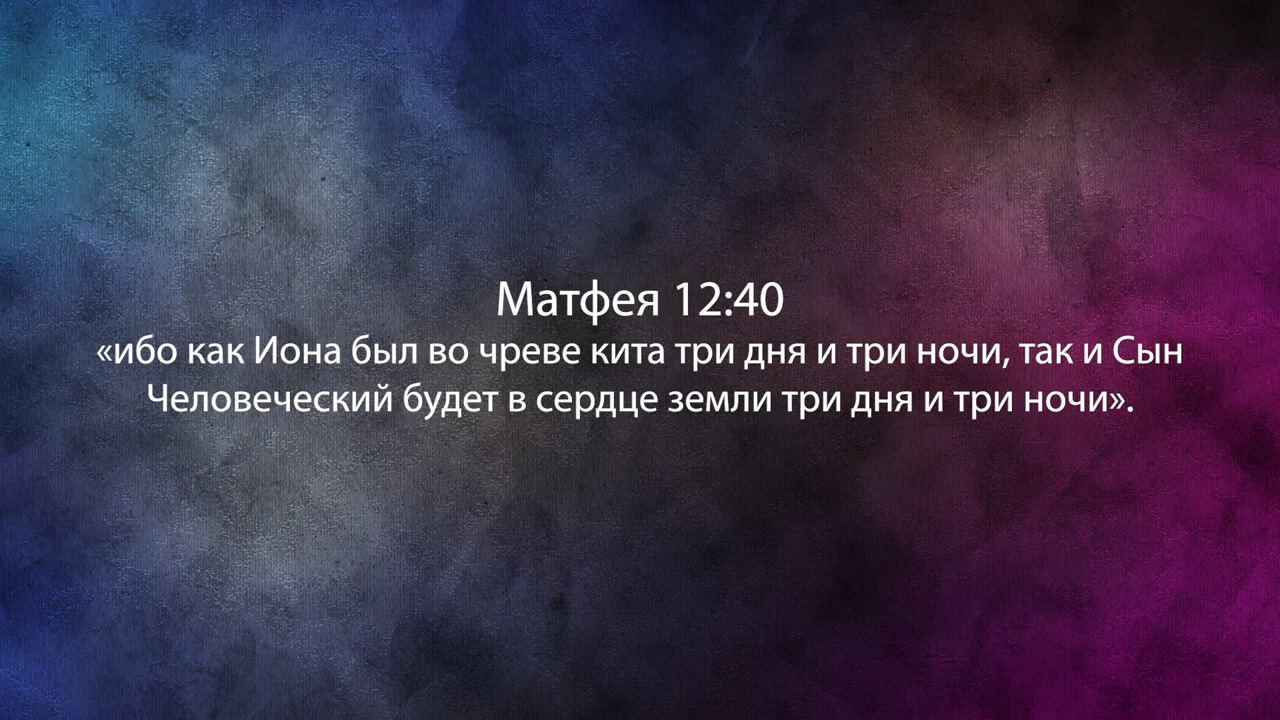 Матфея 12:40
«ибо как Иона был во чреве кита три дня и три ночи, так и Сын
Человеческий будет в сердце земли три дня и три ночи».